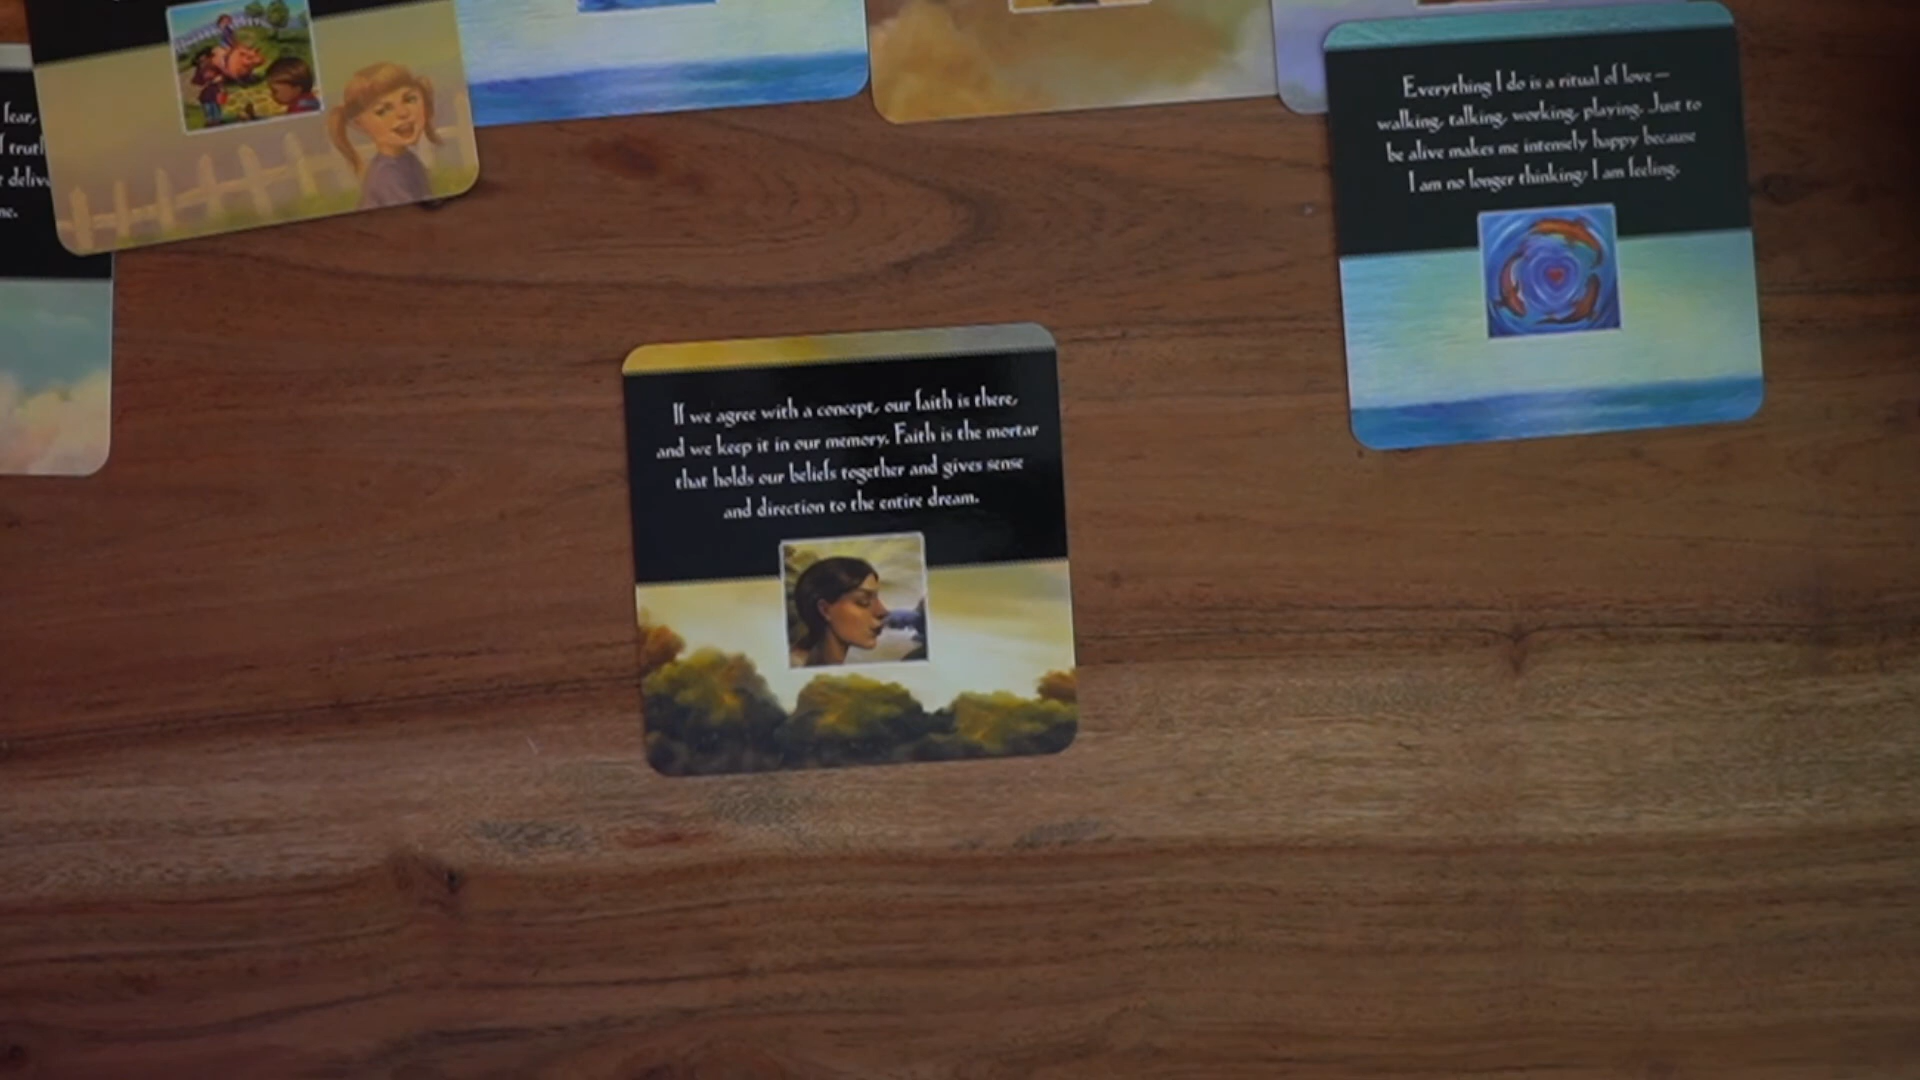 fear,
truth
deliv
Everything I do is a ritual of love—
walking, talking, working, playing. Just to
be alive makes me intensely happy because
I am no longer thinking; I am feeling.
If we agree with a concept, our faith is there,
and we keep it in our memory. Faith is the mortar
that holds our beliefs together and gives sense
and direction to the entire dream.